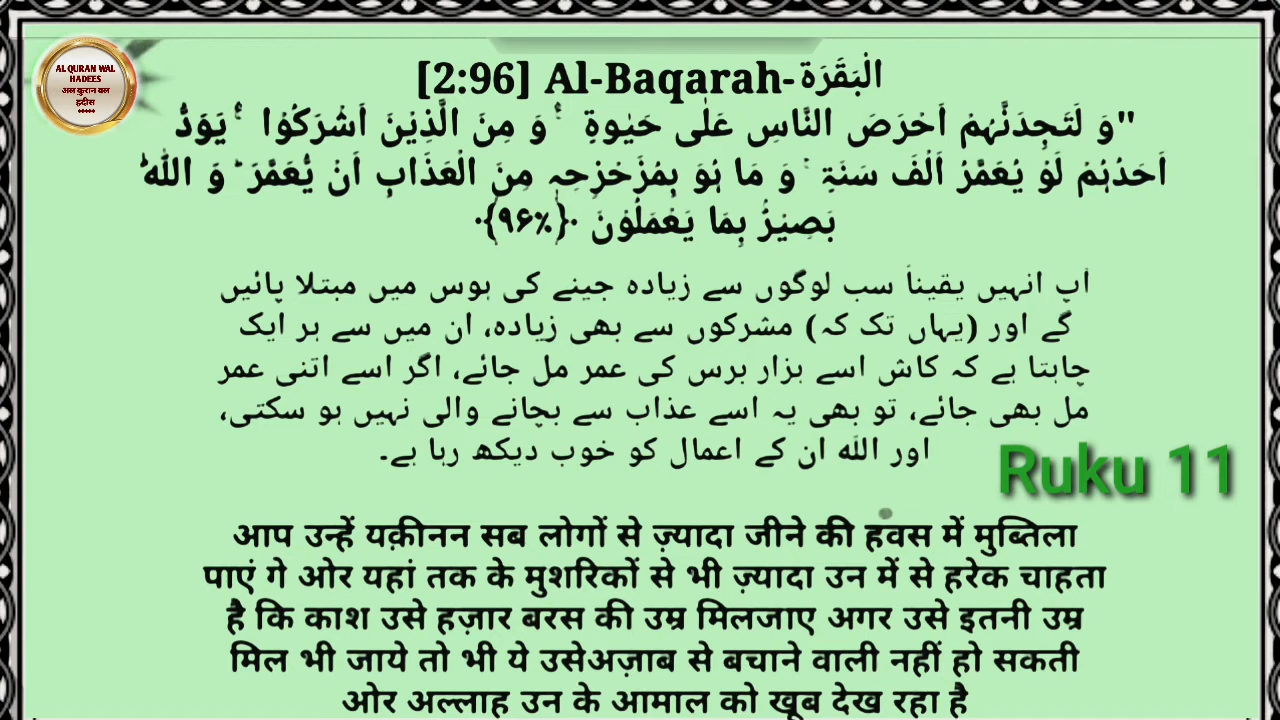 AL QURAN WAL
HADEES
अल कुरान वल
हदीस
[2:96] Al-Baqarah-الْبَقَرَة
"وَ لَتَجِدَنَّہُمۡ اَحۡرَصَ النَّاسِ عَلٰی حَیٰوۃٍ ۚۛ وَ مِنَ الَّذِیۡنَ اَشۡرَکُوۡا ۚۛ یَوَدُّ
اَحَدُہُمۡ لَوۡ یُعَمَّرُ اَلۡفَ سَنَۃٍ ۚ وَ مَا ہُوَ بِمُزَحۡزِحِہٖ مِنَ الۡعَذَابِ اَنۡ یُّعَمَّرَ ؕ وَ اللّٰہُ
بَصِیۡرٌۢ بِمَا یَعۡمَلُوۡنَ ﴿٪۹۶﴾
آپ انہیں یقیناً سب لوگوں سے زیادہ جینے کی ہوس میں مبتلا پائیں
گے اور (یہاں تک کہ) مشرکوں سے بھی زیادہ، ان میں سے ہر ایک
چاہتا ہے کہ کاش اسے ہزار برس کی عمر مل جائے، اگر اسے اتنی عمر
مل بھی جائے، تو بھی یہ اسے عذاب سے بچانے والی نہیں ہو سکتی،
اور اللہ ان کے اعمال کو خوب دیکھ رہا ہے۔
Ruku 11
आप उन्हें यक़ीनन सब लोगों से ज़्यादा जीने की हवस में मुब्तिला
पाएं गे ओर यहां तक के मुशरिकों से भी ज़्यादा उन में से हरेक चाहता
है कि काश उसे हज़ार बरस की उम्र मिलजाए अगर उसे इतनी उम्र
मिल भी जाये तो भी ये उसेअज़ाब से बचाने वाली नहीं हो सकती
ओर अल्लाह उन के आमाल को खूब देख रहा है